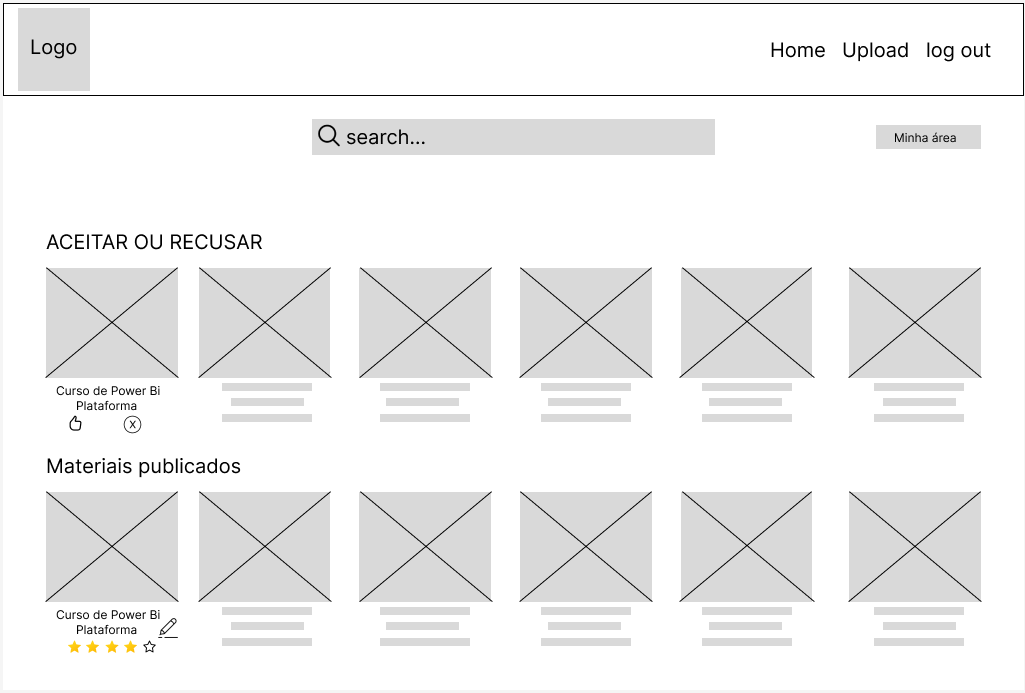 Logo
Home Upload log out
search...
Minha área
ACEITAR OU RECUSAR
Curso de Power Bi
Plataforma
X
Materiais publicados
Curso de Power Bi
Plataforma